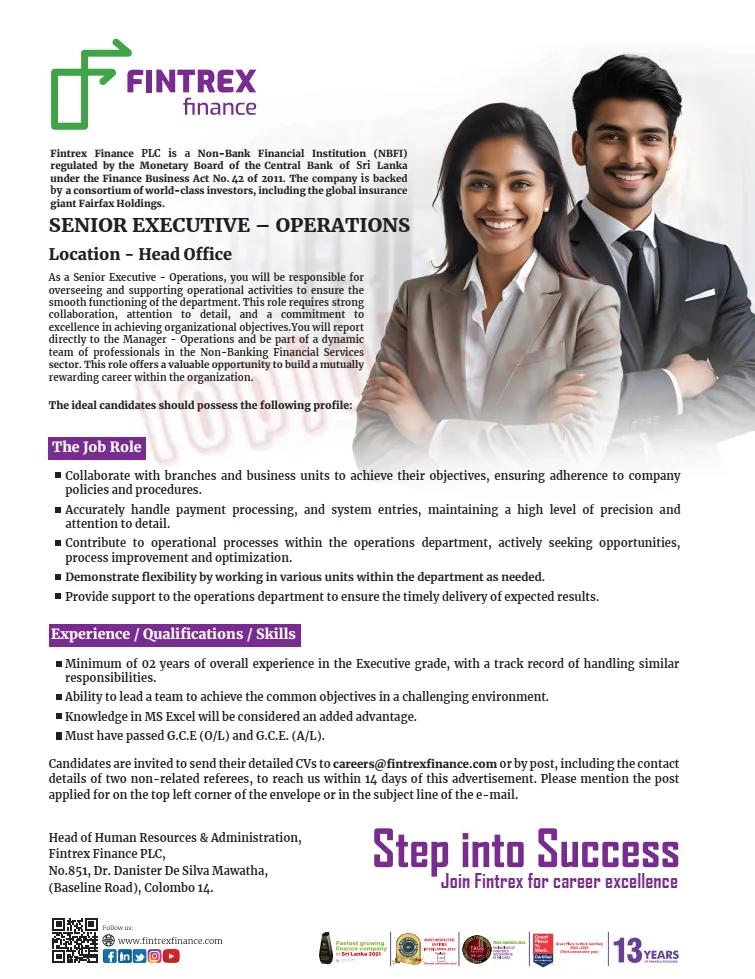 FINTREX
finance
Fintrex Finance PLC is a Non-Bank Financial Institution (NBFI)
regulated by the Monetary Board of the Central Bank of Sri Lanka
under the Finance Business Act No. 42 of 2011. The company is backed
by a consortium of world-class investors, including the global insurance
giant Fairfax Holdings.
SENIOR EXECUTIVE – OPERATIONS
Location - Head Office
As a Senior Executive - Operations, you will be responsible for
overseeing and supporting operational activities to ensure the
smooth functioning of the department. This role requires strong
collaboration, attention to detail, and a commitment to
excellence in achieving organizational objectives.You will report
directly to the Manager - Operations and be part of a dynamic
team of professionals in the Non-Banking Financial Services
sector. This role offers a valuable opportunity to build a mutually
rewarding career within the organization.
The ideal candidates should possess the following profile:
The Job Role
Collaborate with branches and business units to achieve their objectives, ensuring adherence to company
policies and procedures.
Accurately handle payment processing, and system entries, maintaining a high level of precision and
attention to detail.
Contribute to operational processes within the operations department, actively seeking opportunities,
process improvement and optimization.
Demonstrate flexibility by working in various units within the department as needed.
Provide support to the operations department to ensure the timely delivery of expected results.
Experience / Qualifications / Skills
Minimum of 02 years of overall experience in the Executive grade, with a track record of handling similar
responsibilities.
Ability to lead a team to achieve the common objectives in a challenging environment.
Knowledge in MS Excel will be considered an added advantage.
Must have passed G.C.E (O/L) and G.C.E. (A/L).
Candidates are invited to send their detailed CVs to careers@fintrexfinance.com or by post, including the contact
details of two non-related referees, to reach us within 14 days of this advertisement. Please mention the post
applied for on the top left corner of the envelope or in the subject line of the e-mail.
Head of Human Resources & Administration,
Fintrex Finance PLC,
No.851, Dr. Danister De Silva Mawatha,
(Baseline Road), Colombo 14.
Step into Success
Join Fintrex for career excellence
Follow us:
www.fintrexfinance.com
Fastest growing
finance company
in Sri Lanka 2021
Great
Place
To
Work
Certified
13 YEARS